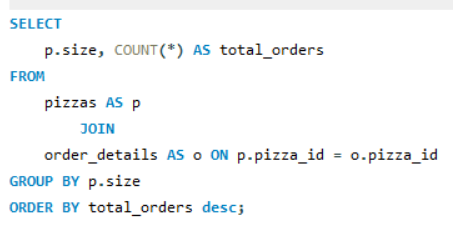 SELECT
p.size, COUNT(*) AS total_orders
FROM
pizzas AS p
JOIN
order_details AS o ON p.pizza_id = o.pizza_id
GROUP BY p.size
ORDER BY total_orders desc;